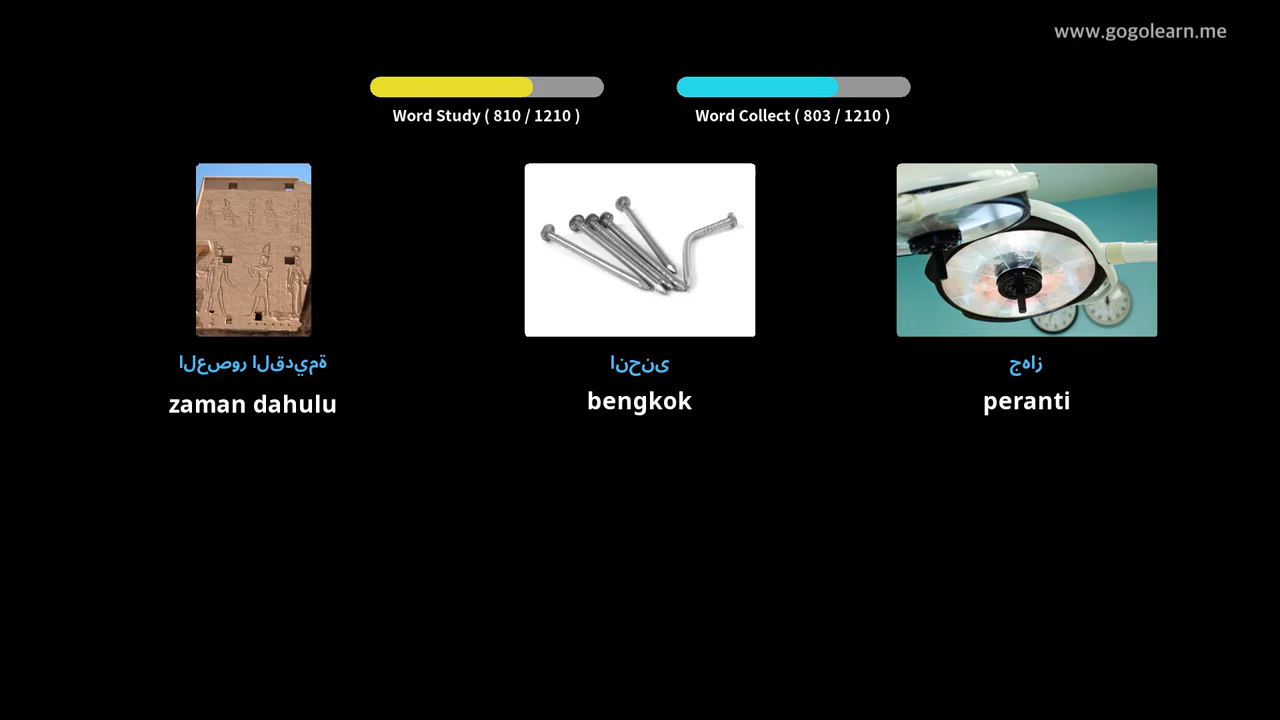 www.gogolearn.me
Word Study ( 810 / 1210 )
Word Collect ( 803 / 1210 )
العصور القديمة
انحنى
جهاز
zaman dahulu
bengkok
peranti